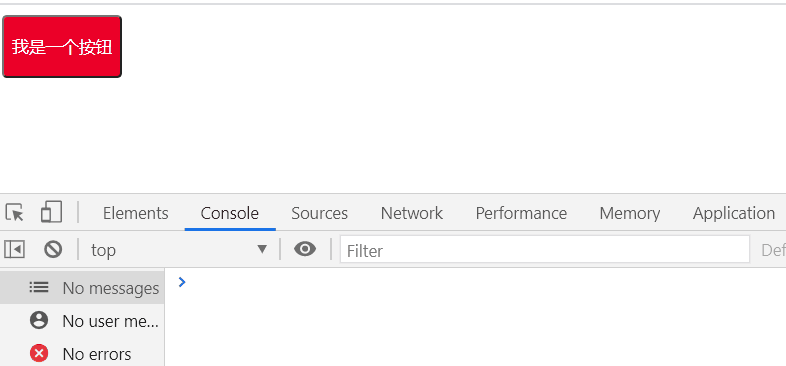 我是一个按钮
Elements Console Sources Network Performance Memory Application
top Filter Def
No messages
No user me...
No errors